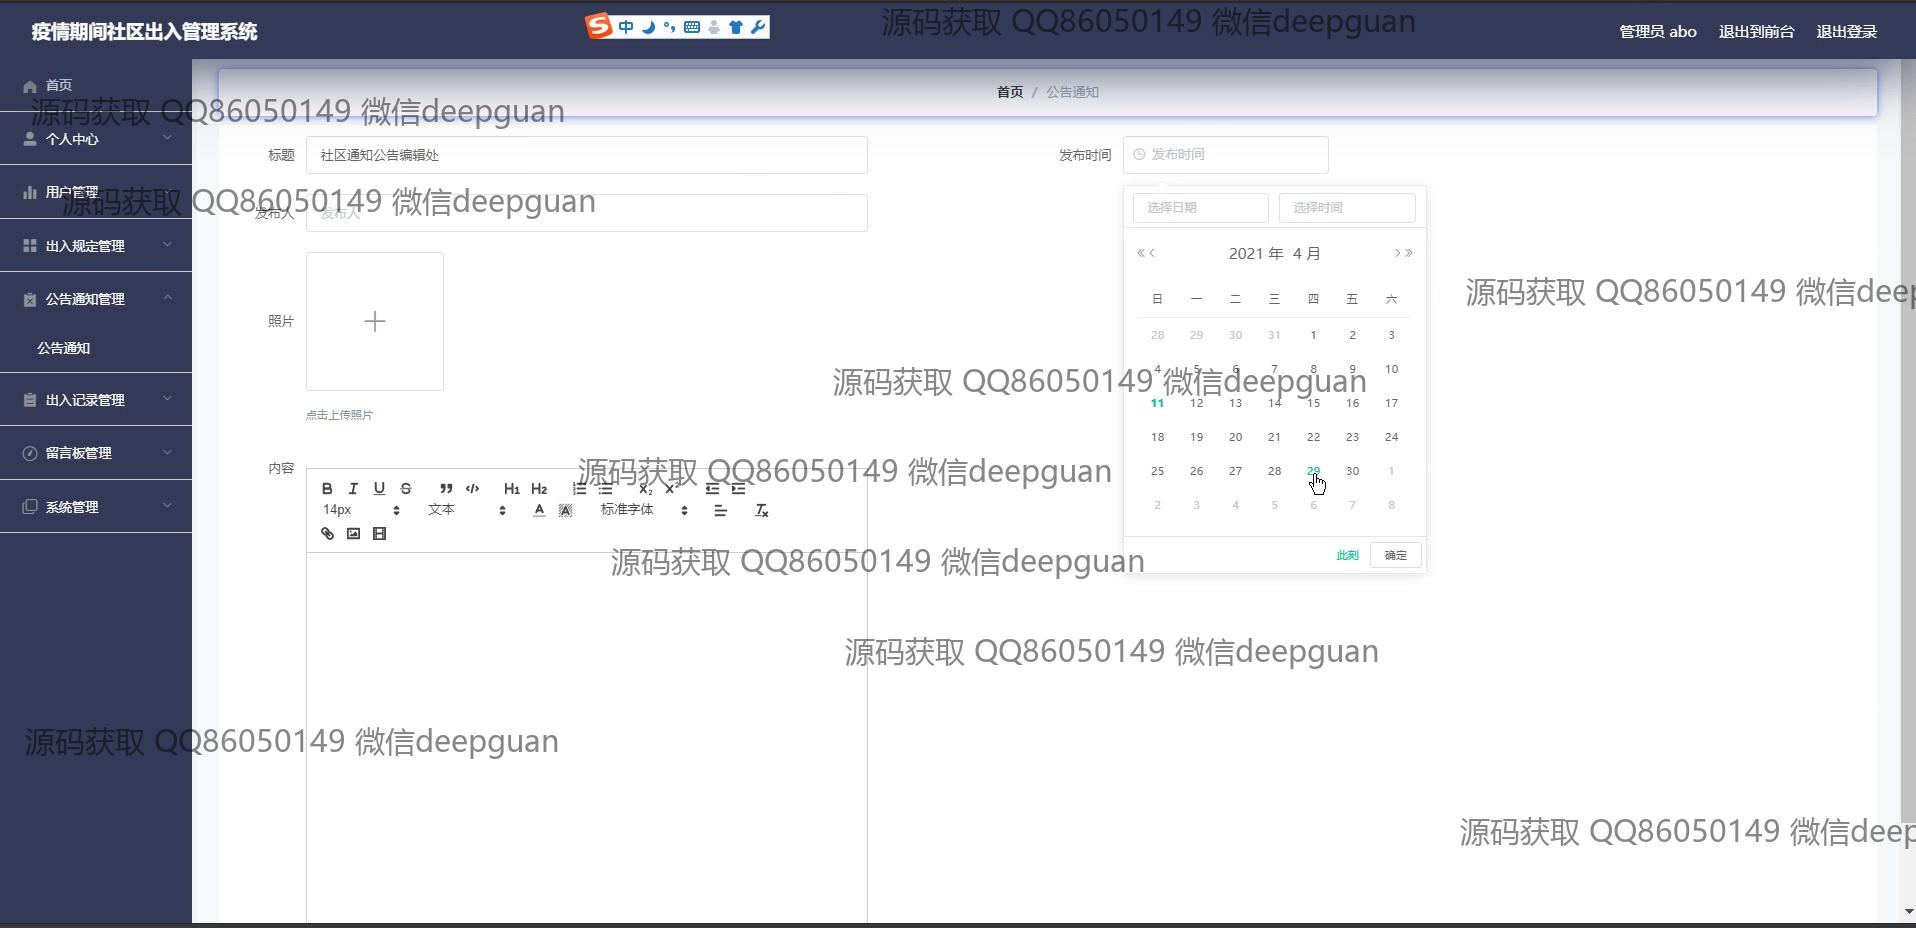 疫情期间社区出入管理系统
中
源码获取 QQ86050149 微信deepguan
管理员 abo 退出到前台 退出登录
首页
首页 / 公告通知
源码获取 QQ86050149 微信deepguan
个人中心
标题 社区通知公告编辑处
发布时间 发布时间
用户管理
源码获取 QQ86050149 微信deepguan
发布人 发布人
选择日期 选择时间
出入规定管理
2021 年 4 月
源码获取 QQ86050149 微信deep
公告通知管理
日 一 二 三 四 五 六
照片
28 29 30 31 1 2 3
公告通知
4 5 6 7 8 9 10
源码获取 QQ86050149 微信deepguan
出入记录管理
11 12 13 14 15 16 17
点击上传照片
18 19 20 21 22 23 24
留言板管理
内容
源码获取 QQ86050149 微信deepguan
25 26 27 28 29 30 1
B I U S H1 H2 X2 X2
系统管理
14px 文本 A A 标准字体
2 3 4 5 6 7 8
此刻 确定
源码获取 QQ86050149 微信deepguan
源码获取 QQ86050149 微信deepguan
源码获取 QQ86050149 微信deepguan
源码获取 QQ86050149 微信deep